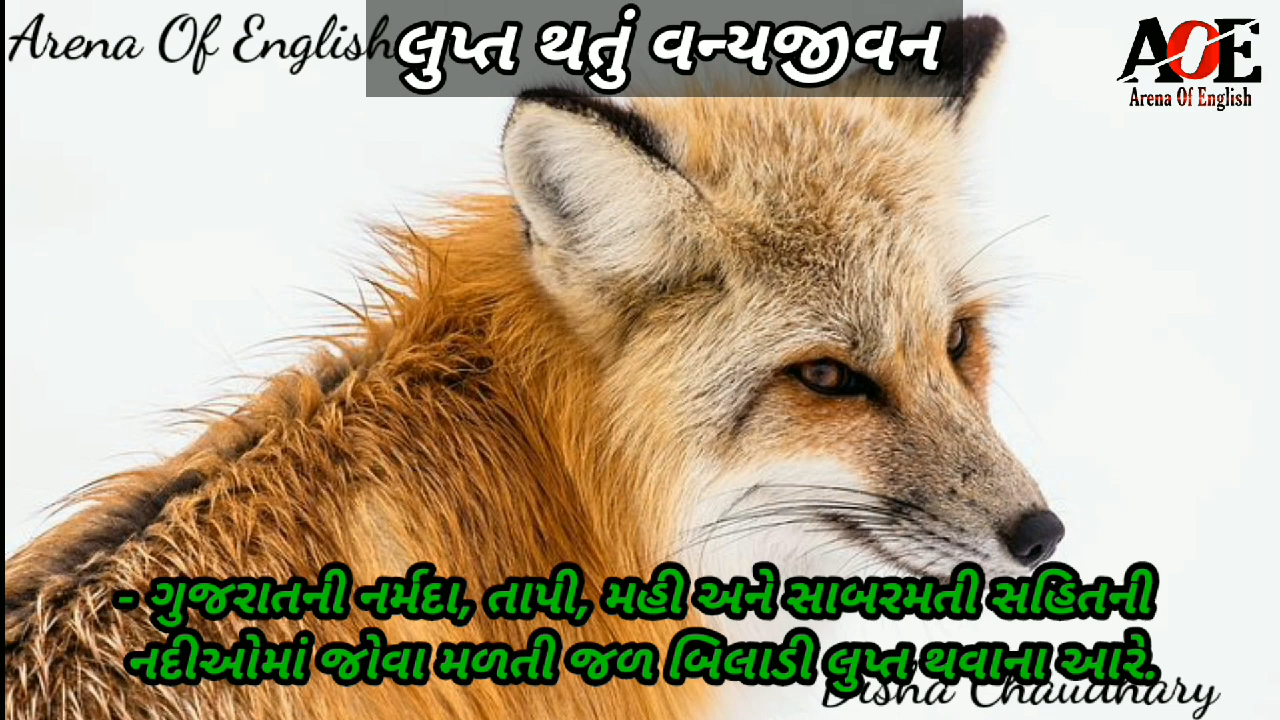 Arena Of English
લુપ્ત થતું વન્યજીવન
AOE
Arena Of English
- ગુજરાતની નર્મદા, તાપી, મહી અને સાબરમતી સહિતની
નદીઓમાં જોવા મળતી જળ બિલાડી લુપ્ત થવાના આરે.
Disha Chaudhary